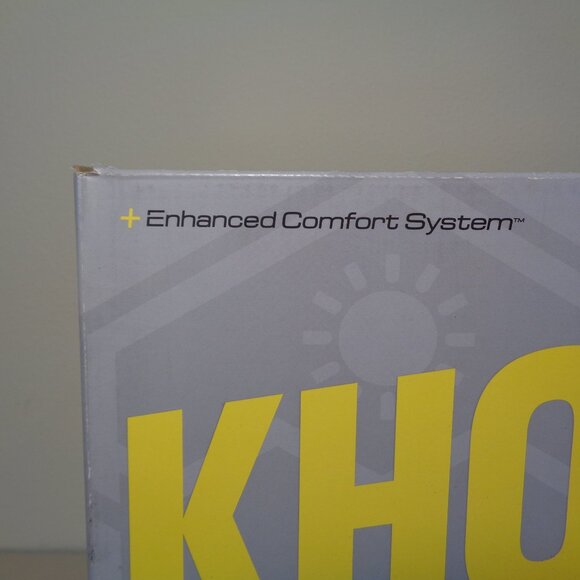 + Enhanced Comfort System™
KHO